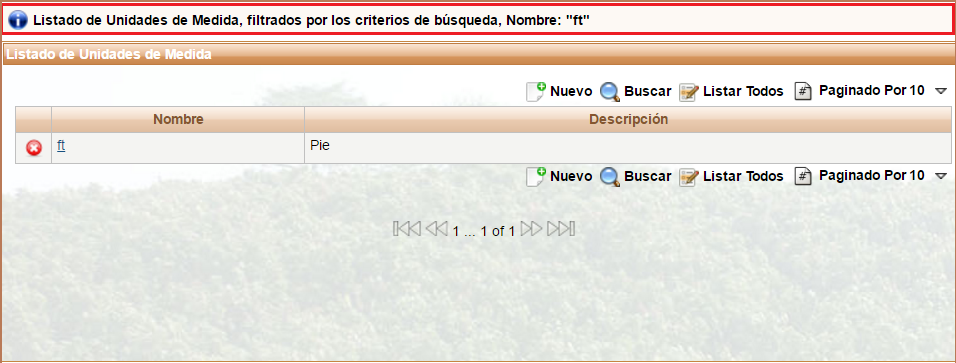 Listado de Unidades de Medida, filtrados por los criterios de búsqueda, Nombre: "ft"
Listado de Unidades de Medida
Nuevo Buscar Listar Todos # Paginado Por 10
Nombre Descripción
ft Pie
Nuevo Buscar Listar Todos # Paginado Por 10
1 ... 1 of 1